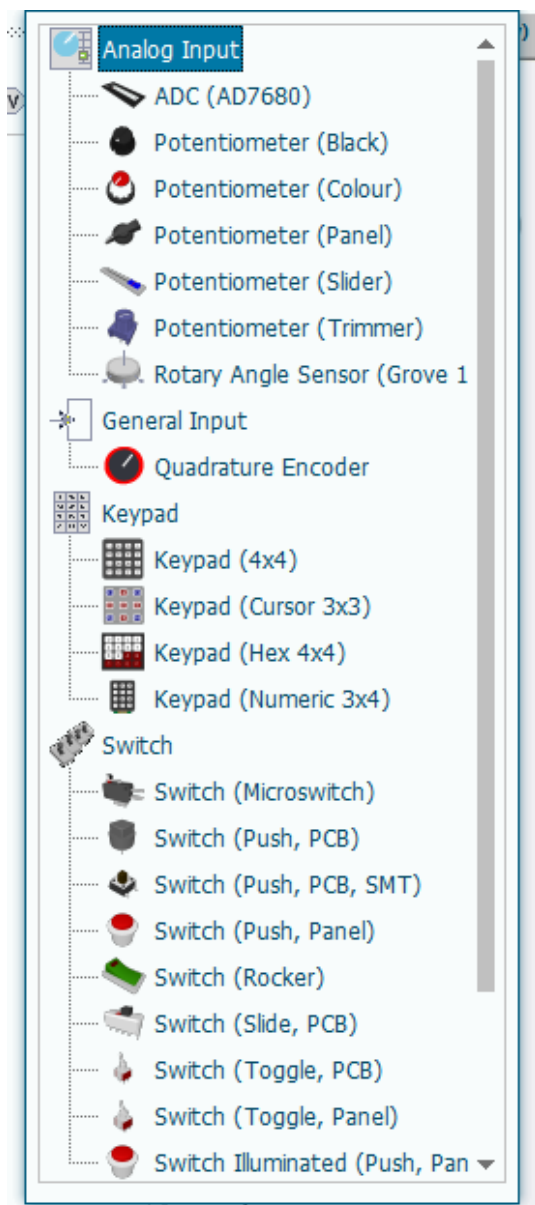 Analog Input
ADC (AD7680)
Potentiometer (Black)
Potentiometer (Colour)
Potentiometer (Panel)
Potentiometer (Slider)
Potentiometer (Trimmer)
Rotary Angle Sensor (Grove 1
General Input
Quadrature Encoder
Keypad
Keypad (4x4)
Keypad (Cursor 3x3)
Keypad (Hex 4x4)
Keypad (Numeric 3x4)
Switch
Switch (Microswitch)
Switch (Push, PCB)
Switch (Push, PCB, SMT)
Switch (Push, Panel)
Switch (Rocker)
Switch (Slide, PCB)
Switch (Toggle, PCB)
Switch (Toggle, Panel)
Switch Illuminated (Push, Pan